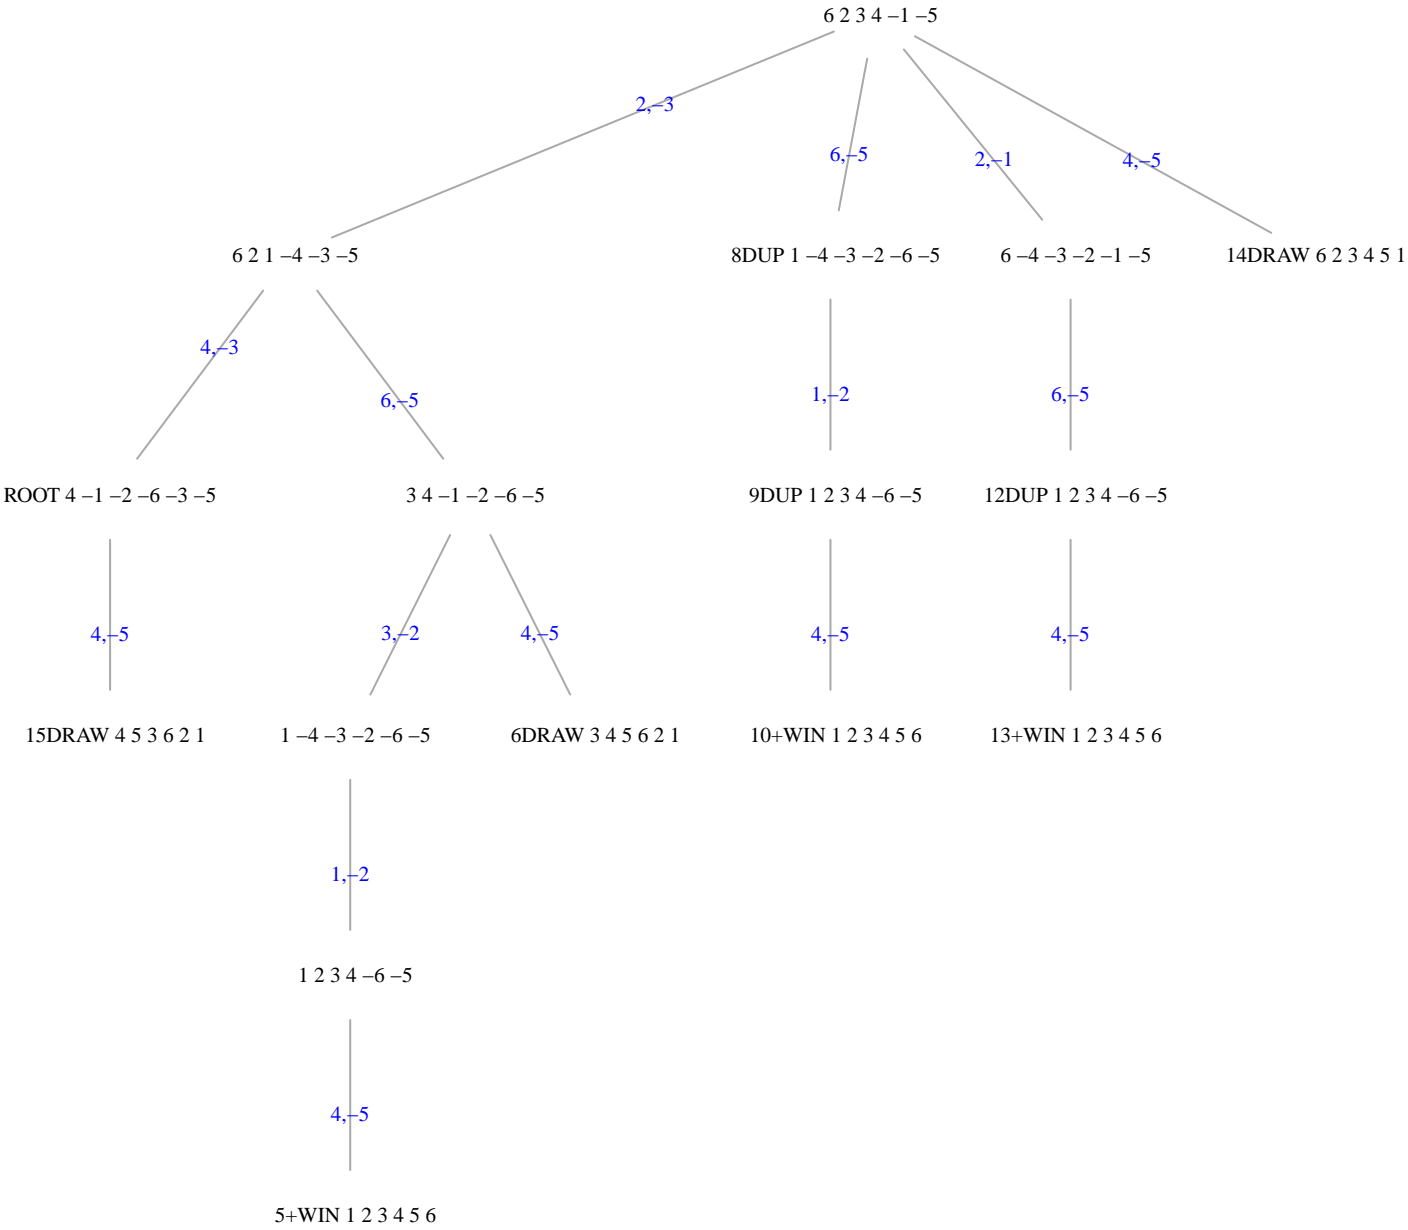 6 2 3 4 –1 –5
2,–3
6,–5
2,–1
4,–5
6 2 1 –4 –3 –5
8DUP 1 –4 –3 –2 –6 –5
6 –4 –3 –2 –1 –5
14DRAW 6 2 3 4 5 1
4,–3
6,–5
1,–2
6,–5
ROOT 4 –1 –2 –6 –3 –5
3 4 –1 –2 –6 –5
9DUP 1 2 3 4 –6 –5
12DUP 1 2 3 4 –6 –5
4,–5
3,–2
4,–5
4,–5
4,–5
15DRAW 4 5 3 6 2 1
1 –4 –3 –2 –6 –5
6DRAW 3 4 5 6 2 1
10+WIN 1 2 3 4 5 6
13+WIN 1 2 3 4 5 6
1,–2
1 2 3 4 –6 –5
4,–5
5+WIN 1 2 3 4 5 6